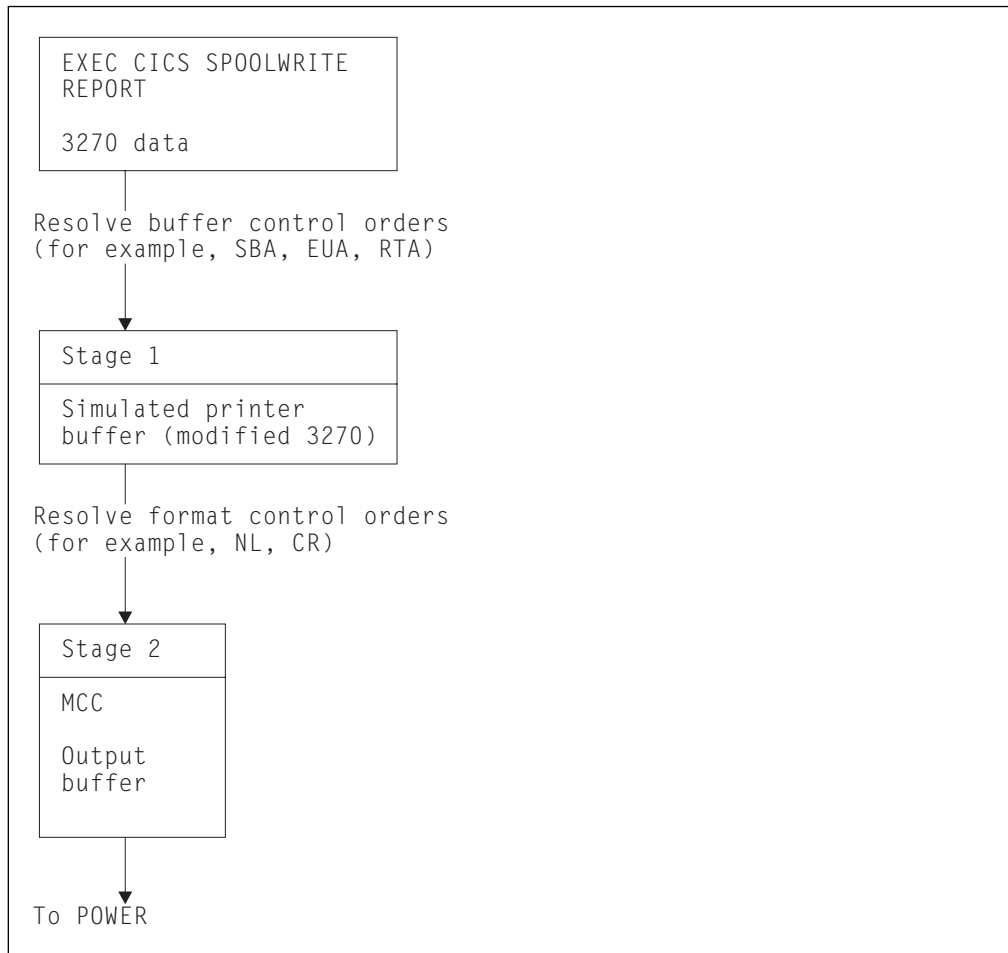 EXEC CICS SPOOLWRITE
REPORT
3270 data
Resolve buffer control orders
(for example, SBA, EUA, RTA)
Stage 1
Simulated printer
buffer (modified 3270)
Resolve format control orders
(for example, NL, CR)
Stage 2
MCC
Output
buffer
To POWER